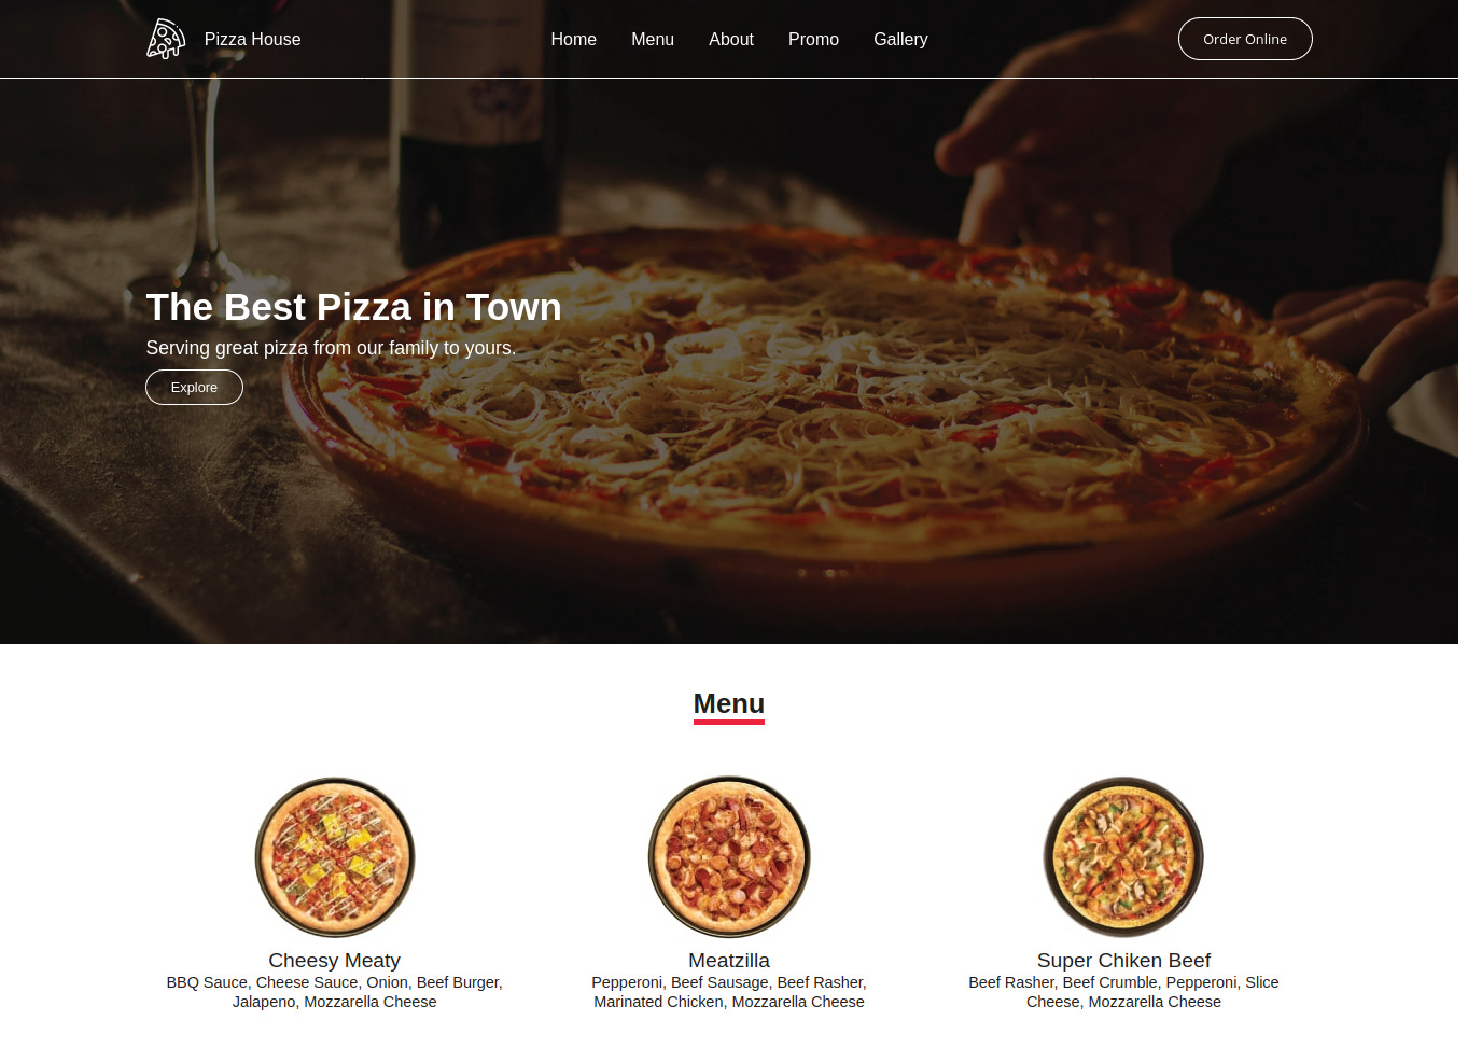 Pizza House
Home
Menu
About
Promo
Gallery
Order Online
The Best Pizza in Town
Serving great pizza from our family to yours.
Explore
Menu
Cheesy Meaty
BBQ Sauce, Cheese Sauce, Onion, Beef Burger,
Jalapeno, Mozzarella Cheese
Meatzilla
Pepperoni, Beef Sausage, Beef Rasher,
Marinated Chicken, Mozzarella Cheese
Super Chiken Beef
Beef Rasher, Beef Crumble, Pepperoni, Slice
Cheese, Mozzarella Cheese